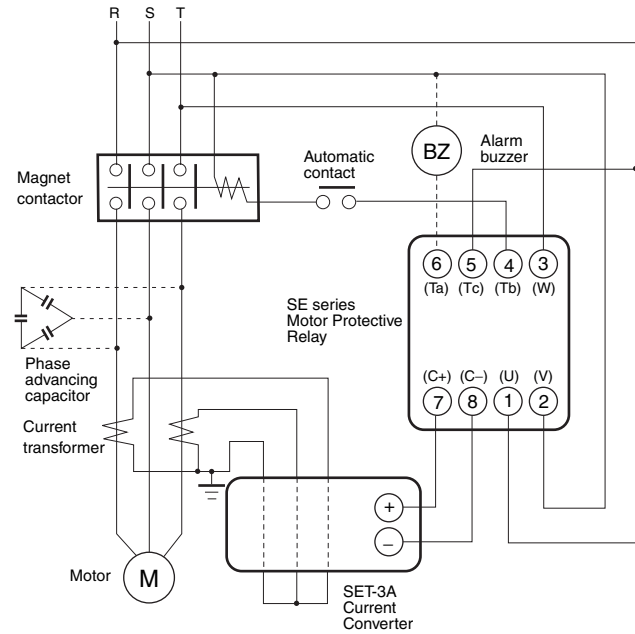 R S T
BZ
Alarm
buzzer
Automatic
contact
Magnet
contactor
6 5 4 3
(Ta) (Tc) (Tb) (W)
SE series
Motor Protective
Relay
(C+) (C−) (U) (V)
7 8 1 2
Phase
advancing
capacitor
Current
transformer
+
−
Motor
M
SET-3A
Current
Converter